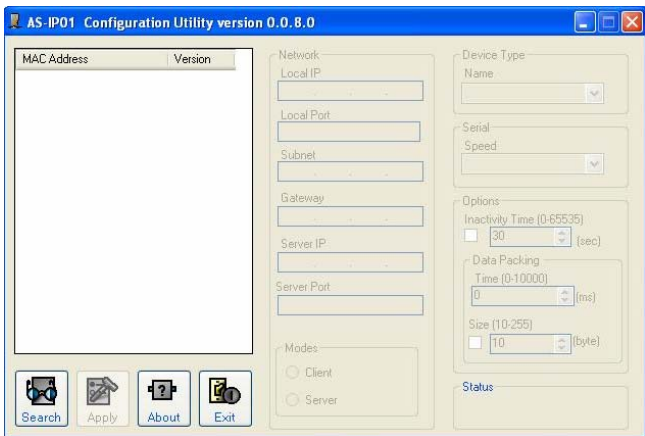 AS-IP01 Configuration Utility version 0.0.8.0
MAC Address Version
Network
Local IP
Local Port
Subnet
Gateway
Server IP
Server Port
Modes
Client
Server
Device Type
Name
Serial
Speed
Options
Inactivity Time (0-65535)
30 (sec)
Data Packing
Time (0-10000)
0 (ms)
Size (10-255)
10 (byte)
Status
Search Apply About Exit